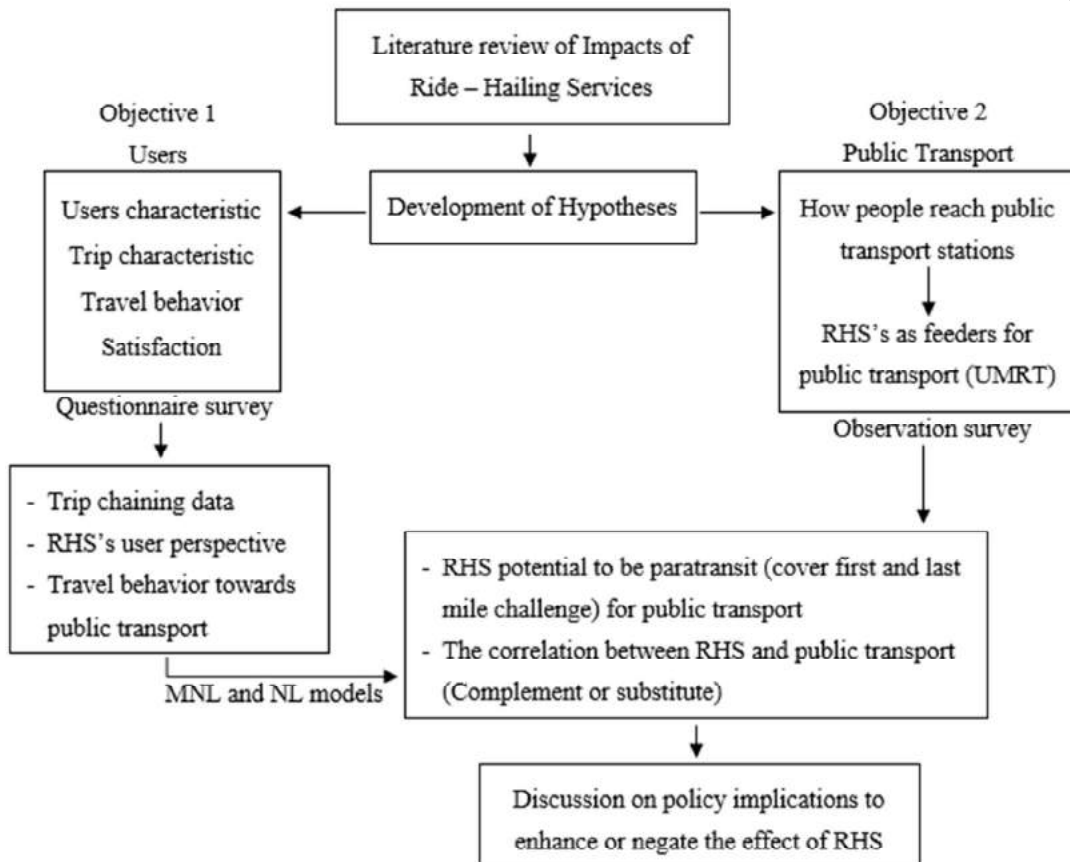 Literature review of Impacts of
Ride – Hailing Services
Objective 1
Users
Objective 2
Public Transport
Development of Hypotheses
Users characteristic
Trip characteristic
Travel behavior
Satisfaction
How people reach public
transport stations
RHS's as feeders for
public transport (UMRT)
Questionnaire survey
Observation survey
- Trip chaining data
- RHS's user perspective
- Travel behavior towards
public transport
- RHS potential to be paratransit (cover first and last
mile challenge) for public transport
- The correlation between RHS and public transport
(Complement or substitute)
MNL and NL models
Discussion on policy implications to
enhance or negate the effect of RHS